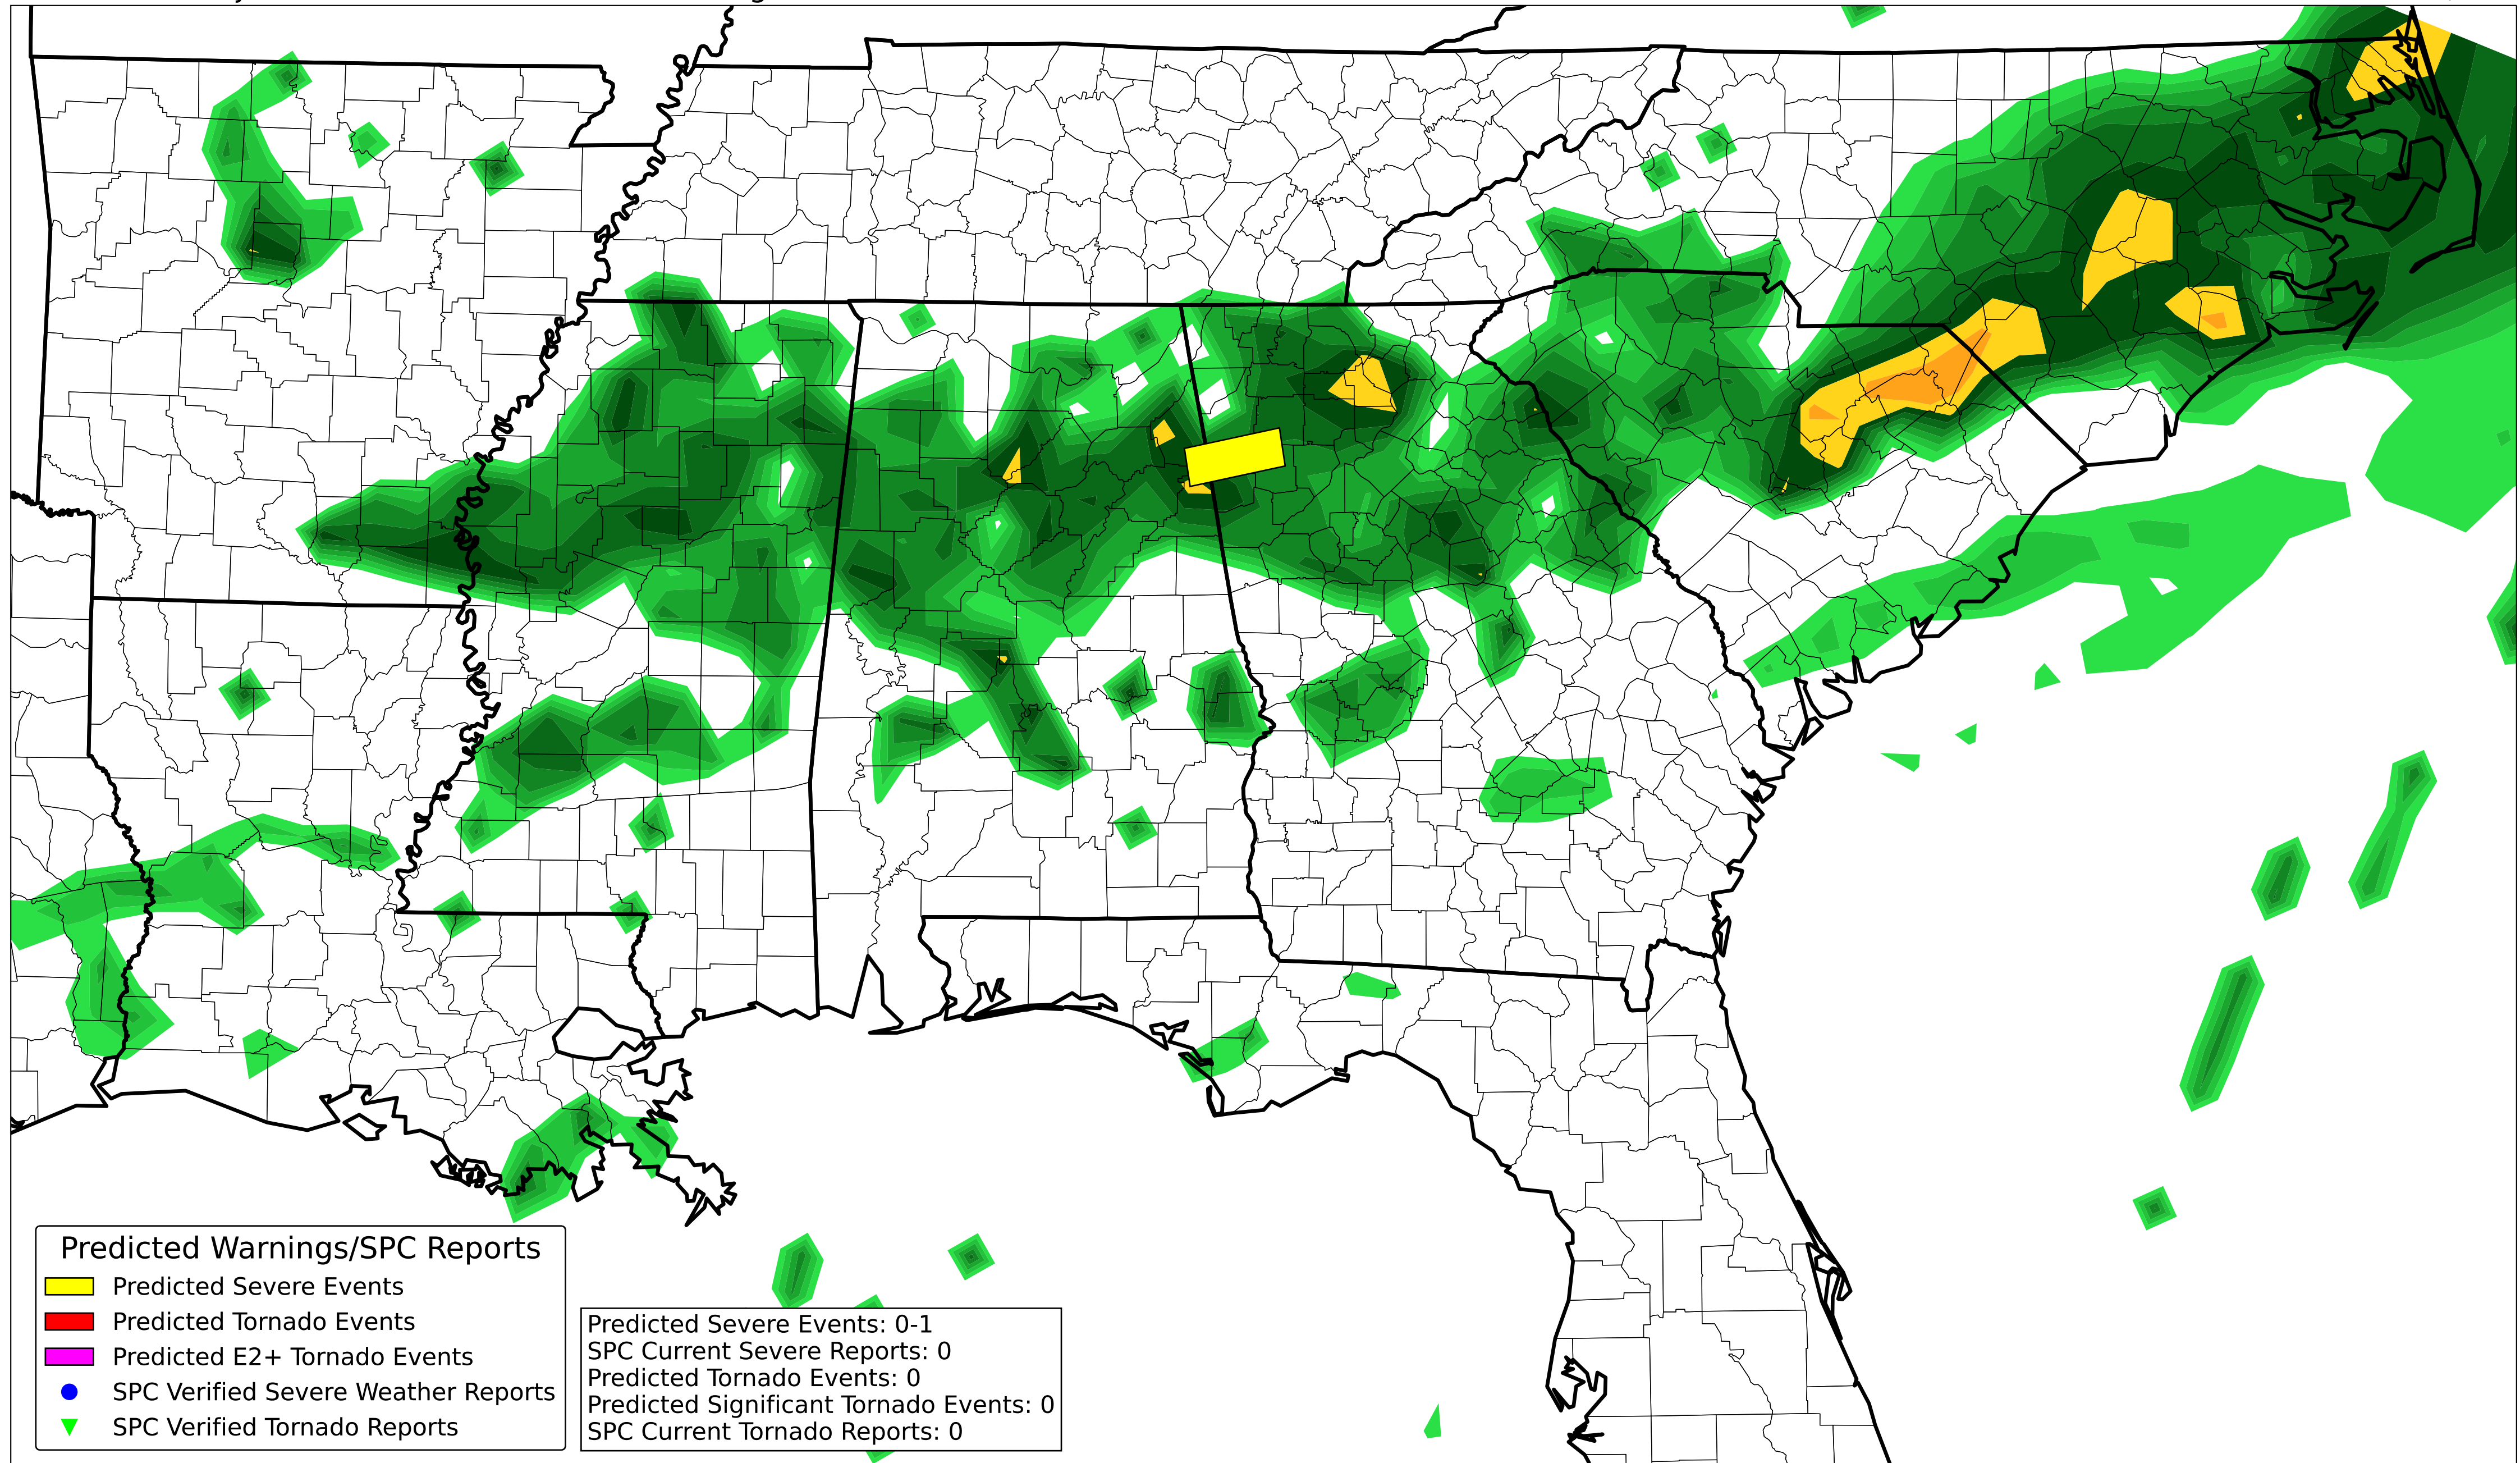 Predicted Warnings/SPC Reports
Predicted Severe Events
Predicted Tornado Events
Predicted E2+ Tornado Events
SPC Verified Severe Weather Reports
SPC Verified Tornado Reports
Predicted Severe Events: 0-1
SPC Current Severe Reports: 0
Predicted Tornado Events: 0
Predicted Significant Tornado Events: 0
SPC Current Tornado Reports: 0